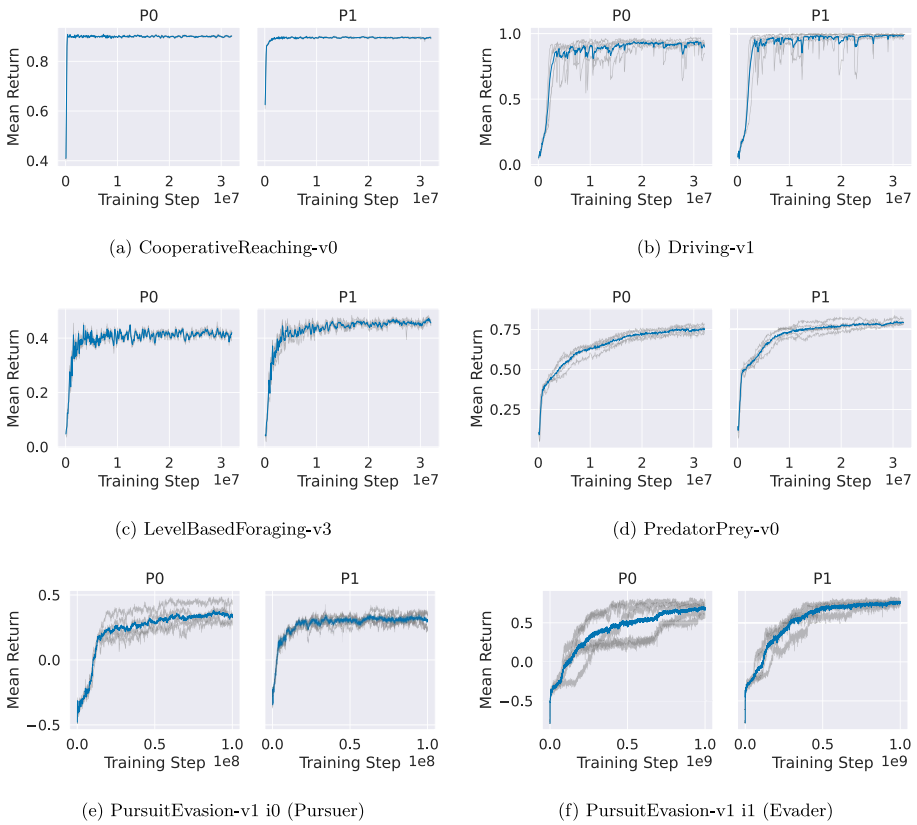 P0 P1 P0 P1
Mean Return
0.8
0.6
0.4
0 1 2 3
Training Step 1e7
0 1 2 3
Training Step 1e7
Mean Return
1.0
0.5
0.0
0 1 2 3
Training Step 1e7
0 1 2 3
Training Step 1e7
(a) CooperativeReaching-v0
(b) Driving-v1
P0 P1 P0 P1
Mean Return
0.4
0.2
0.0
0 1 2 3
Training Step 1e7
0 1 2 3
Training Step 1e7
Mean Return
0.75
0.50
0.25
0 1 2 3
Training Step 1e7
0 1 2 3
Training Step 1e7
(c) LevelBasedForaging-v3
(d) PredatorPrey-v0
P0 P1 P0 P1
Mean Return
0.5
0.0
−0.5
0.0 0.5 1.0
Training Step 1e8
0.0 0.5 1.0
Training Step 1e8
Mean Return
0.5
0.0
−0.5
0.0 0.5 1.0
Training Step 1e9
0.0 0.5 1.0
Training Step 1e9
(e) PursuitEvasion-v1 i0 (Pursuer)
(f) PursuitEvasion-v1 i1 (Evader)